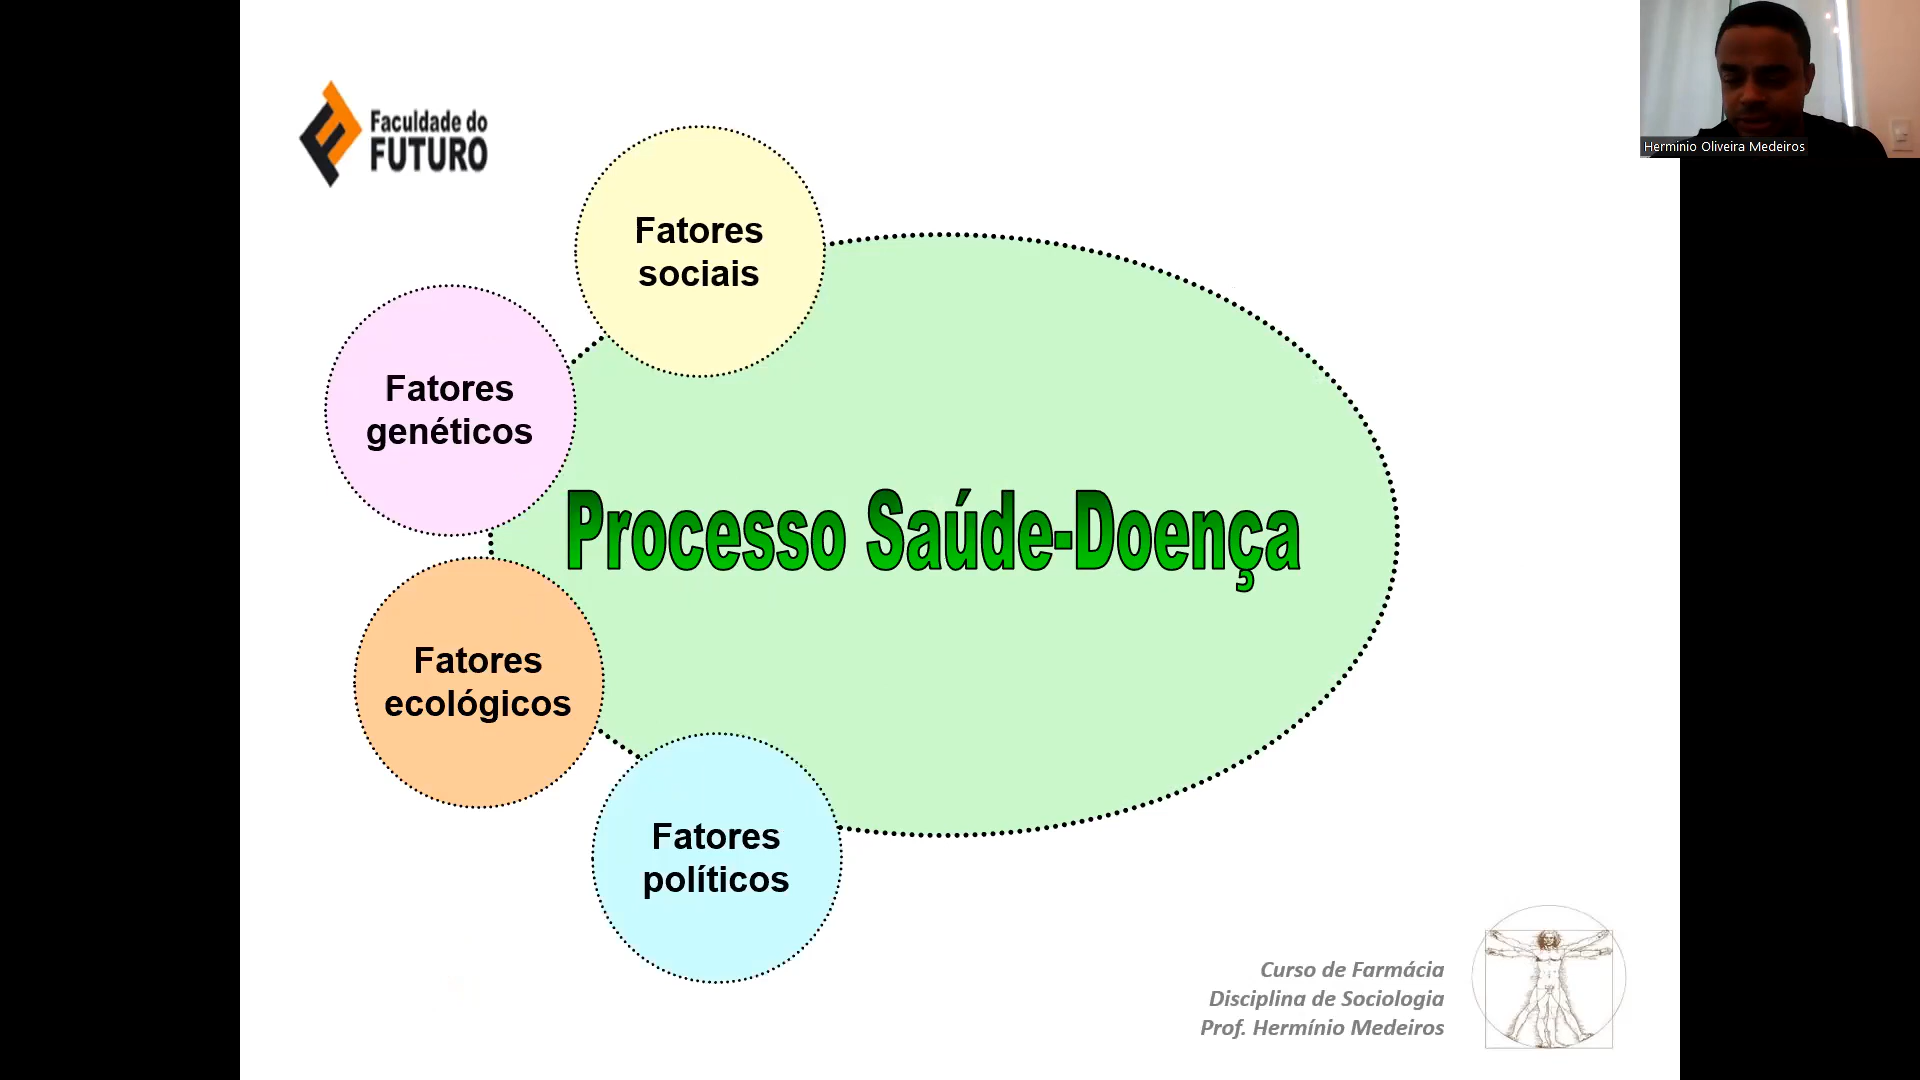 Faculdade do
FUTURO
Herminio Oliveira Medeiros
Fatores
sociais
Fatores
genéticos
Processo Saúde-Doença
Fatores
ecológicos
Fatores
políticos
Curso de Farmácia
Disciplina de Sociologia
Prof. Hermínio Medeiros